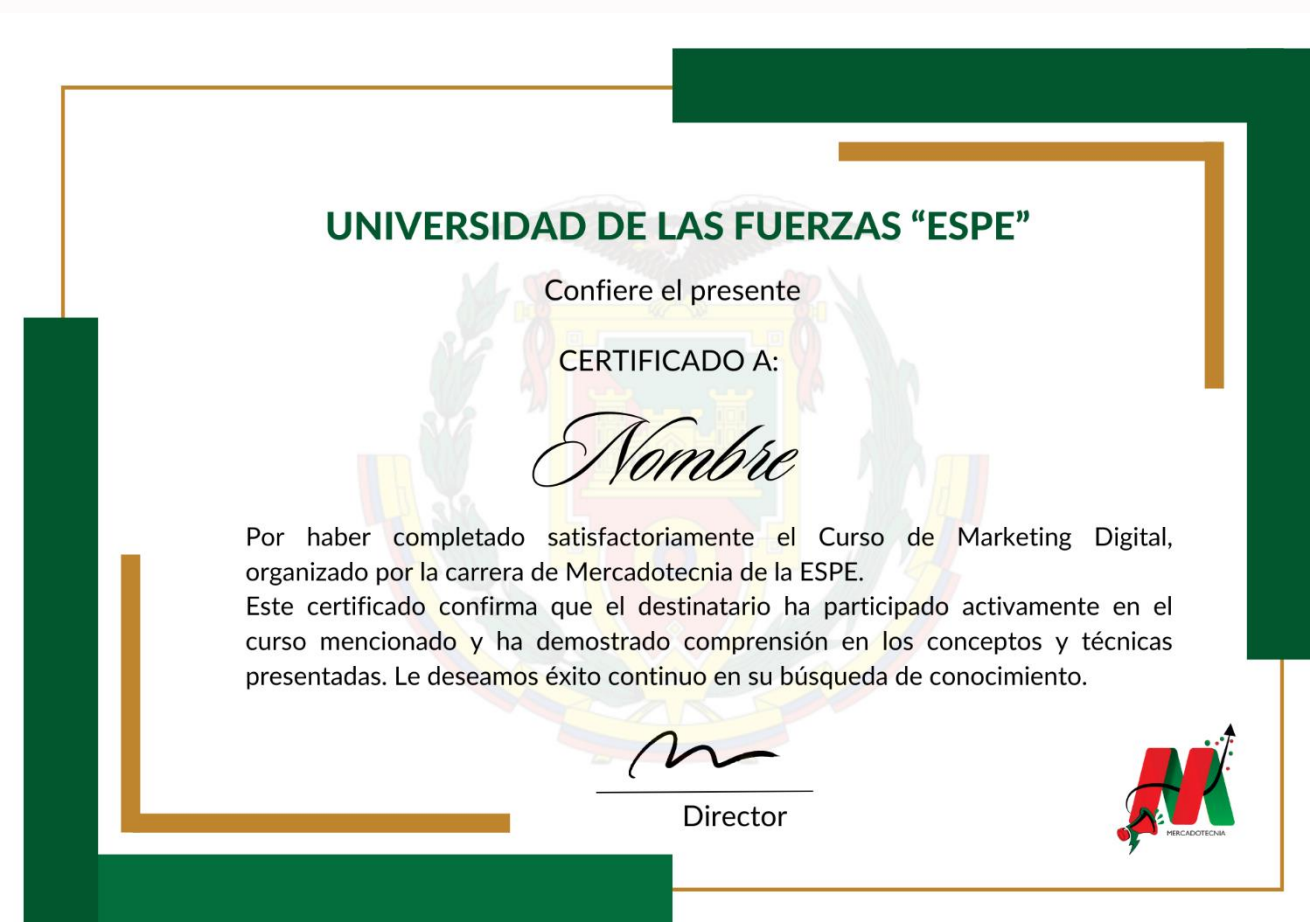 UNIVERSIDAD DE LAS FUERZAS “ESPE”
Confiere el presente
CERTIFICADO A:
Nombre
Por haber completado satisfactoriamente el Curso de Marketing Digital,
organizado por la carrera de Mercadotecnia de la ESPE.
Este certificado confirma que el destinatario ha participado activamente en el
curso mencionado y ha demostrado comprensión en los conceptos y técnicas
presentadas. Le deseamos éxito continuo en su búsqueda de conocimiento.
Director
MERCADOTECNIA